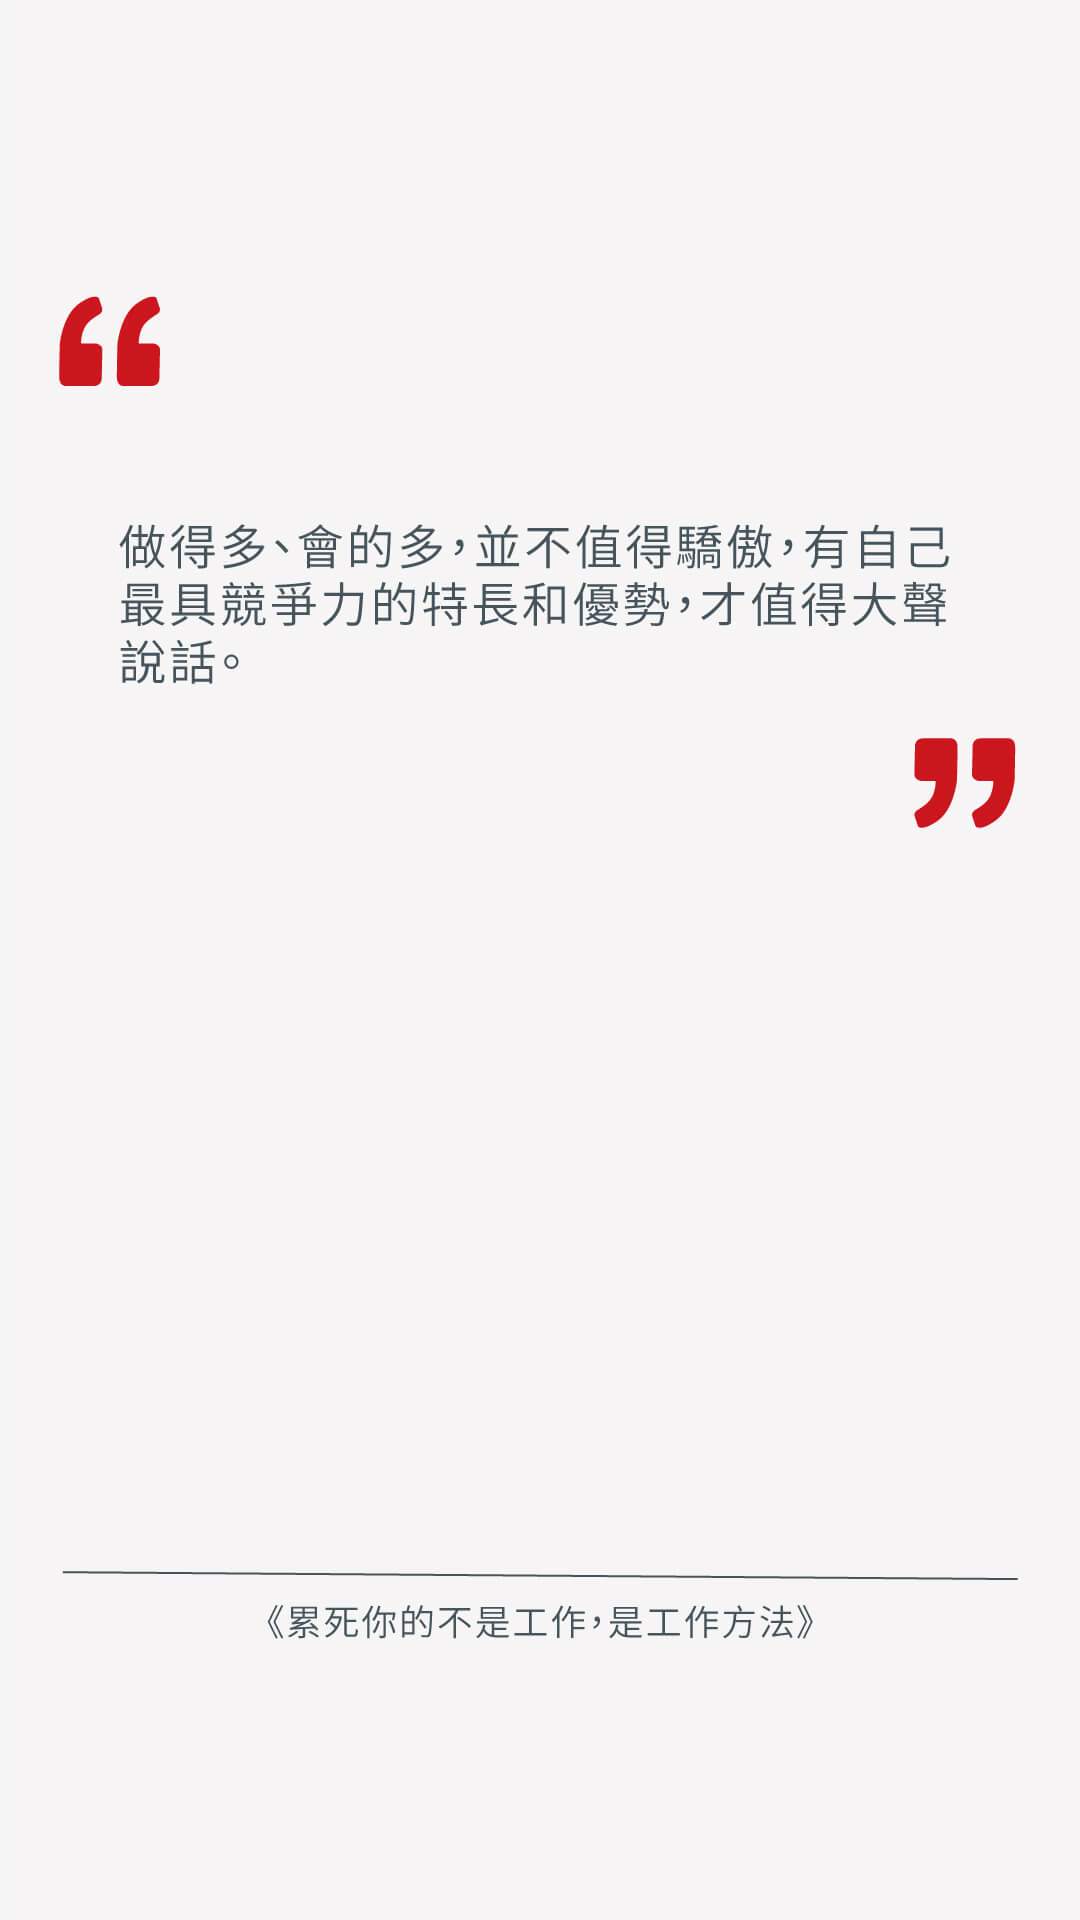 “
做得多、會的多，並不值得驕傲，有自己
最具競爭力的特長和優勢，才值得大聲
說話。
”
《累死你的不是工作，是工作方法》